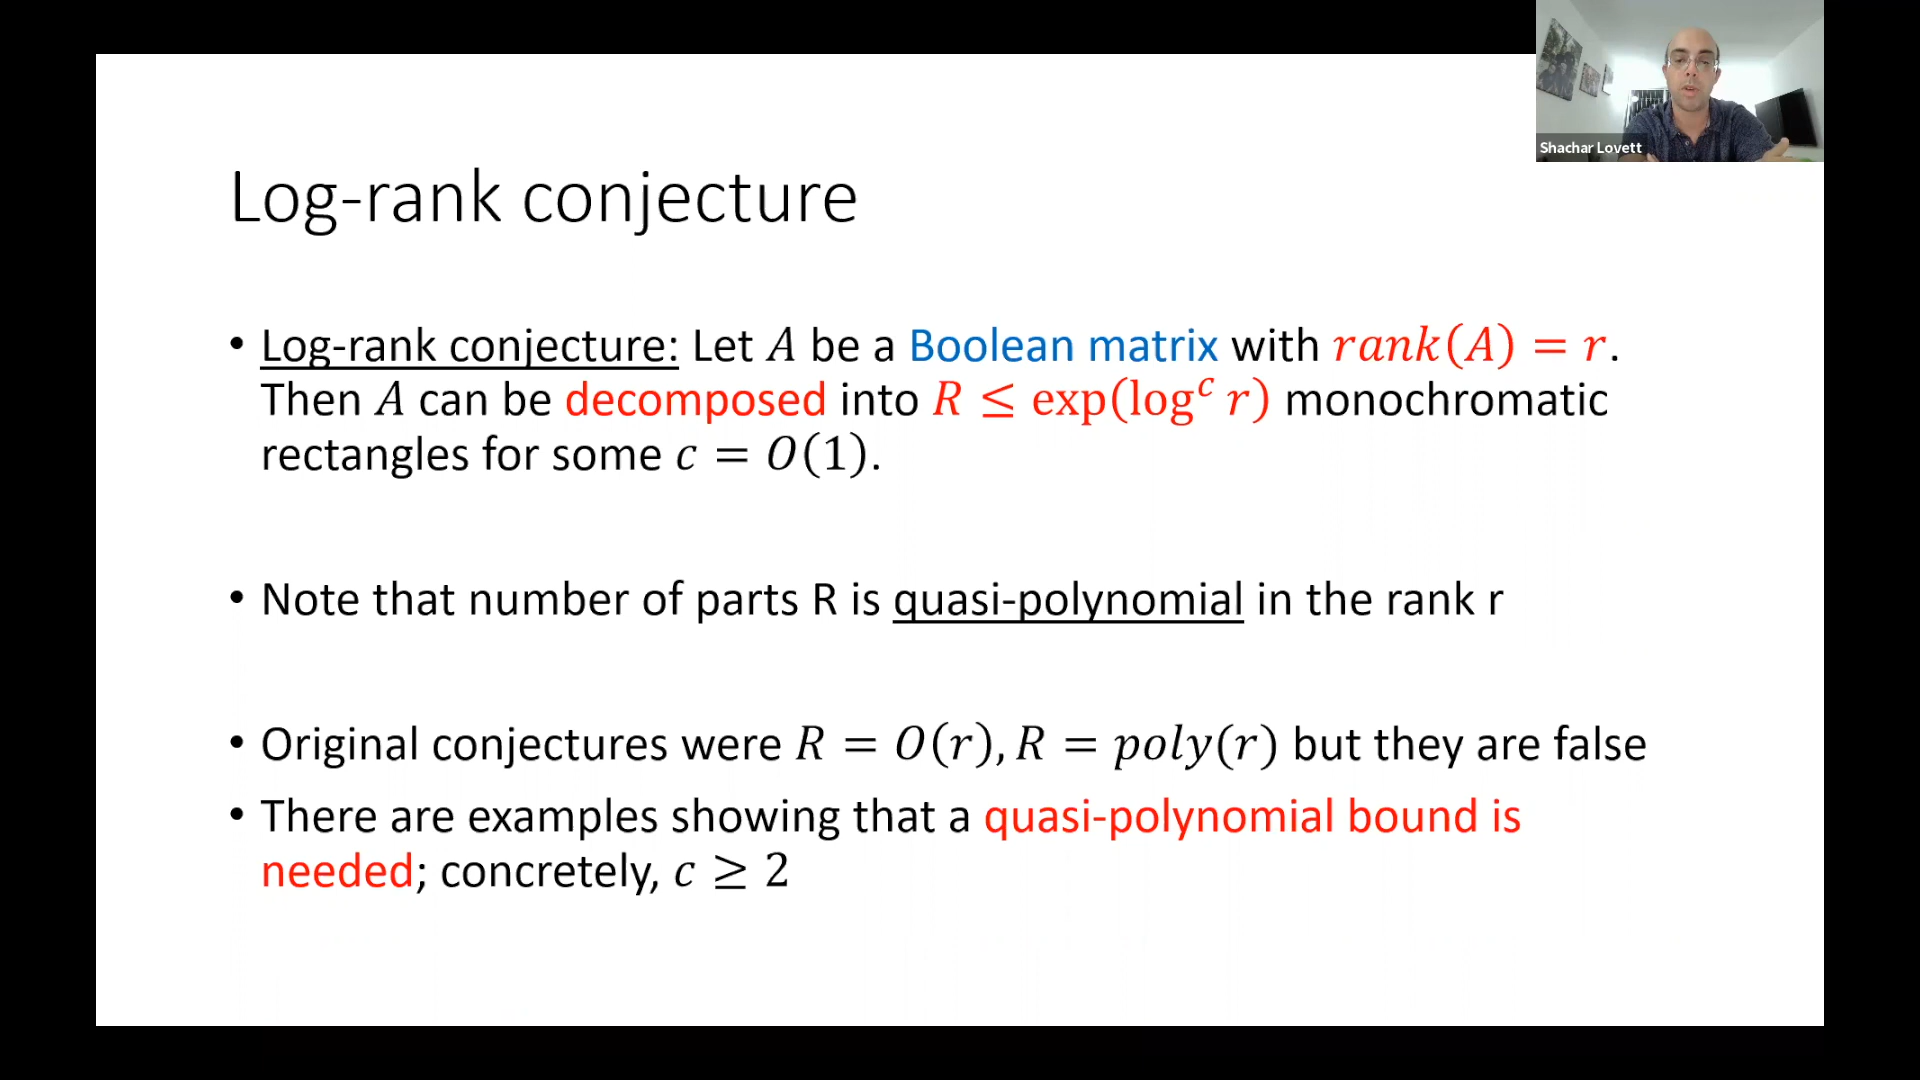 Shachar Lovett
Log-rank conjecture
• Log-rank conjecture: Let A be a Boolean matrix with rank(A) = r.
Then A can be decomposed into R ≤ exp(logᶜ r) monochromatic
rectangles for some c = O(1).
• Note that number of parts R is quasi-polynomial in the rank r
• Original conjectures were R = O(r), R = poly(r) but they are false
• There are examples showing that a quasi-polynomial bound is
needed; concretely, c ≥ 2